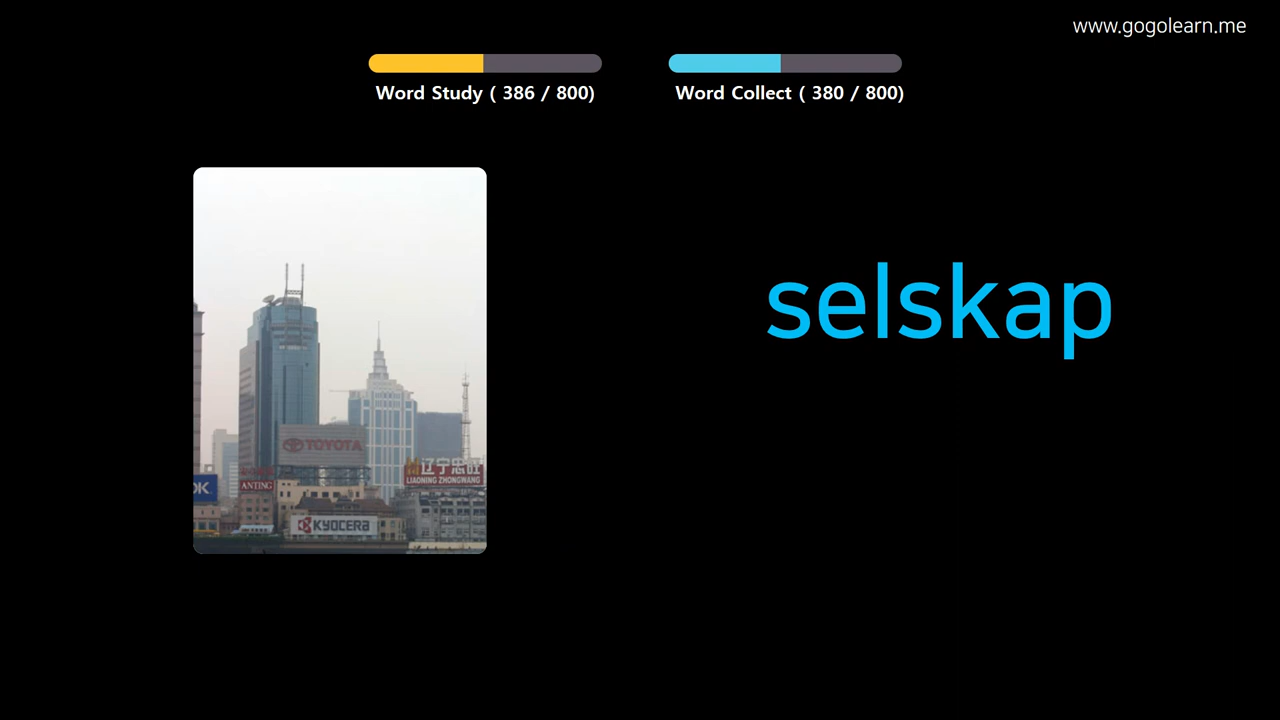 www.gogolearn.me
Word Study ( 386 / 800)
Word Collect ( 380 / 800)
selskap
TOYOTA
辽宁忠旺
LIAONING ZHONGWANG
OK.
ANTING
KYOCERA